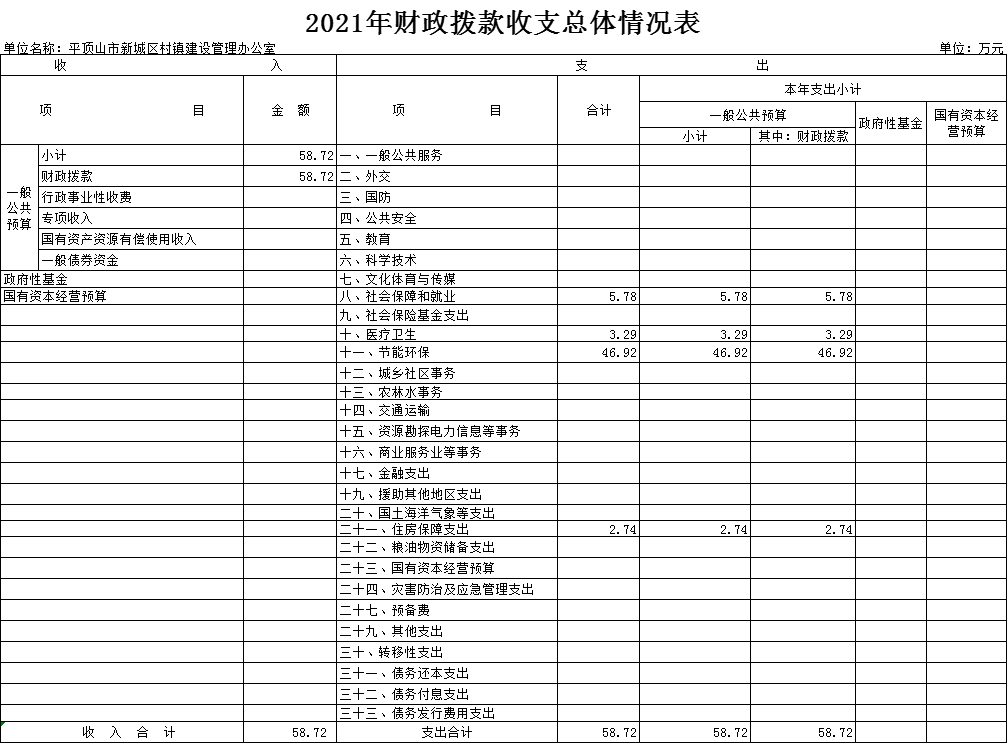 2021年财政拨款收支总体情况表
单位名称：平顶山市新城区村镇建设管理办公室 单位：万元
收 入 支 出
项 目 金 额 项 目 合计 本年支出小计
一般公共预算 政府性基金 国有资本经营预算
小计 其中：财政拨款
一般公共预算 小计 58.72 一、一般公共服务
财政拨款 58.72 二、外交
行政事业性收费 三、国防
专项收入 四、公共安全
国有资产资源有偿使用收入 五、教育
一般债券资金 六、科学技术
政府性基金 七、文化体育与传媒
国有资本经营预算 八、社会保障和就业 5.78 5.78 5.78
九、社会保险基金支出
十、医疗卫生 3.29 3.29 3.29
十一、节能环保 46.92 46.92 46.92
十二、城乡社区事务
十三、农林水事务
十四、交通运输
十五、资源勘探电力信息等事务
十六、商业服务业等事务
十七、金融支出
十九、援助其他地区支出
二十、国土海洋气象等支出
二十一、住房保障支出 2.74 2.74 2.74
二十二、粮油物资储备支出
二十三、国有资本经营预算
二十四、灾害防治及应急管理支出
二十七、预备费
二十九、其他支出
三十、转移性支出
三十一、债务还本支出
三十二、债务付息支出
三十三、债务发行费用支出
收 入 合 计 58.72 支出合计 58.72 58.72 58.72